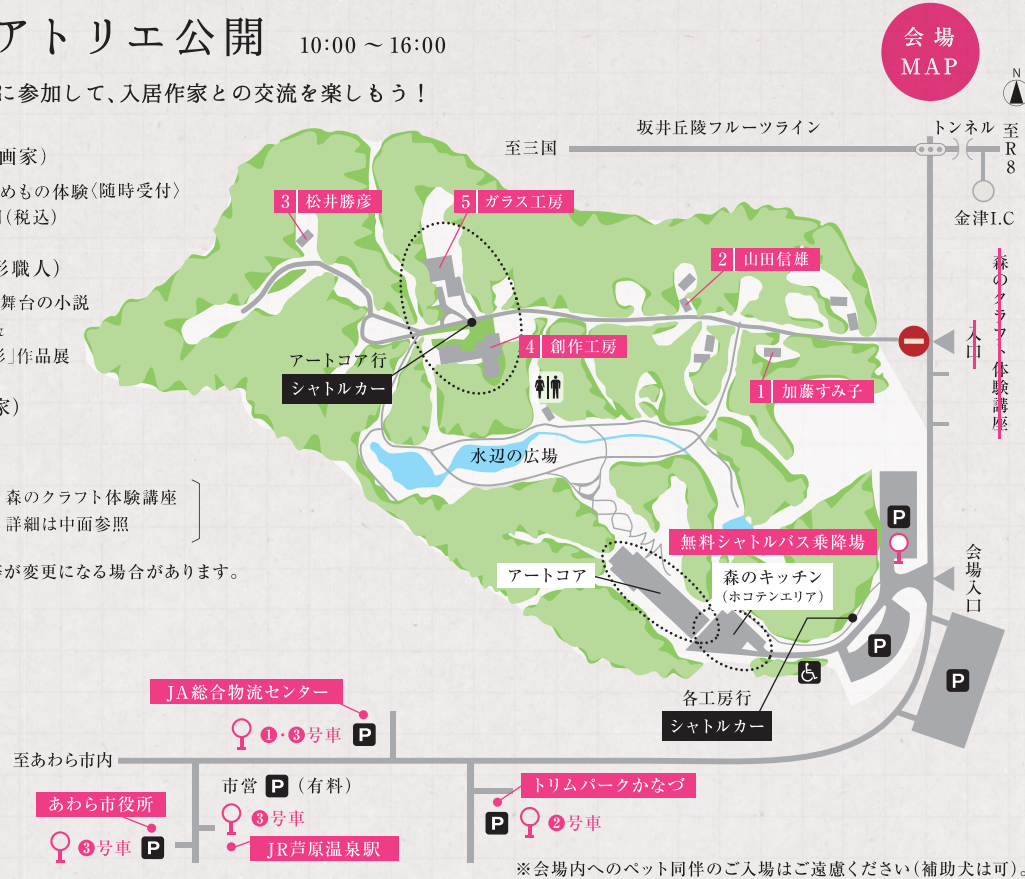 アトリエ公開 10:00 〜 16:00
に参加して、入居作家との交流を楽しもう！
画家）
めもの体験〈随時受付〉
（税込）
形職人）
舞台の小説
」作品展
家）
森のクラフト体験講座
詳細は中面参照
等が変更になる場合があります。
会場
MAP
N
坂井丘陵フルーツライン
トンネル
至三国
至R8
金津I.C
3 松井勝彦
5 ガラス工房
2 山田信雄
4 創作工房
1 加藤すみ子
森のクラフト体験講座
入口
アートコア行
シャトルカー
水辺の広場
P
無料シャトルバス乗降場
アートコア
森のキッチン
（ホコテンエリア）
会場入口
P
P
各工房行
シャトルカー
JA総合物流センター
❶・❸号車 P
至あわら市内
市営 P （有料）
❸号車
JR芦原温泉駅
あわら市役所
❸号車 P
トリムパークかなづ
P ❷号車
※会場内へのペット同伴のご入場はご遠慮ください（補助犬は可）。